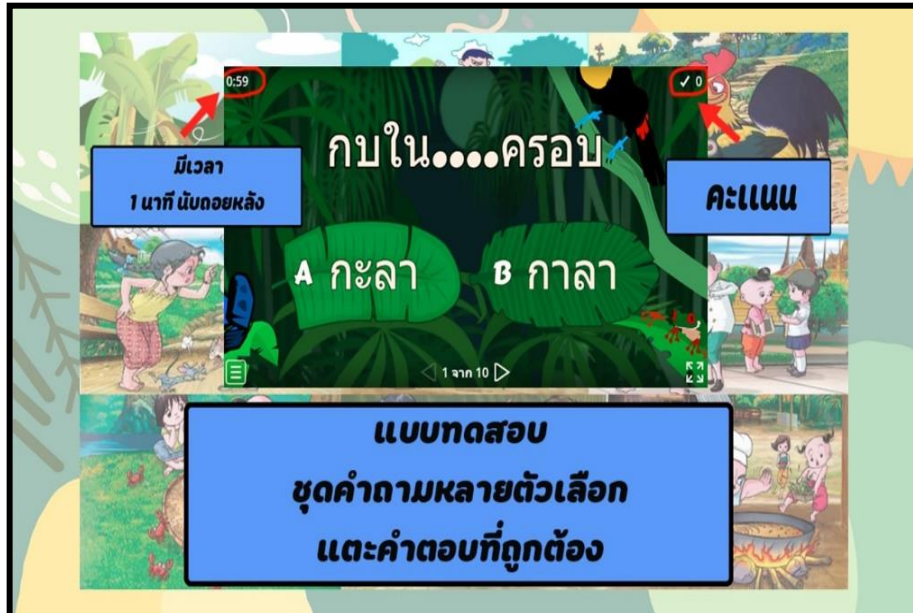 0:59
✓ 0
กบใน....ครอบ
มีเวลา
1 นาที นับถอยหลัง
คะแนน
A กะลา
B กาลา
1 จาก 10
แบบทดสอบ
ชุดคำถามหลายตัวเลือก
แตะคำตอบที่ถูกต้อง